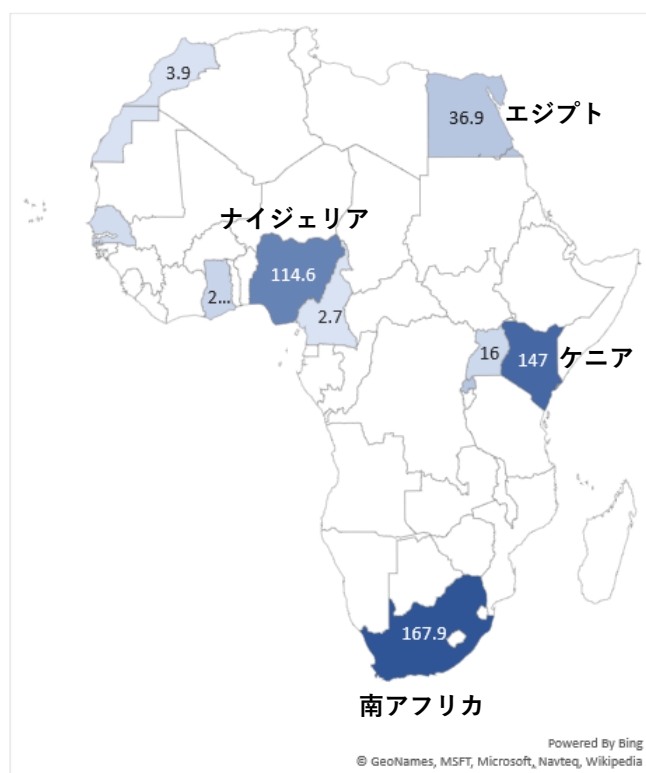 3.9
エジプト
36.9
ナイジェリア
114.6
2...
2.7
16
147
ケニア
167.9
南アフリカ
Powered By Bing
© GeoNames, MSFT, Microsoft, Navteq, Wikipedia